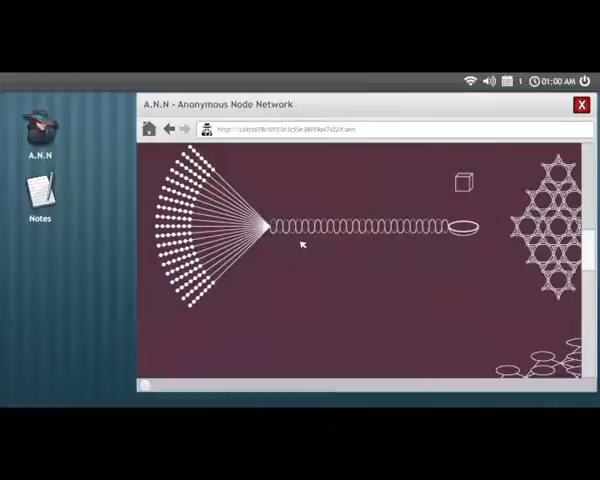 1 01:00 AM
A.N.N - Anonymous Node Network
X
A.N.N
Notes